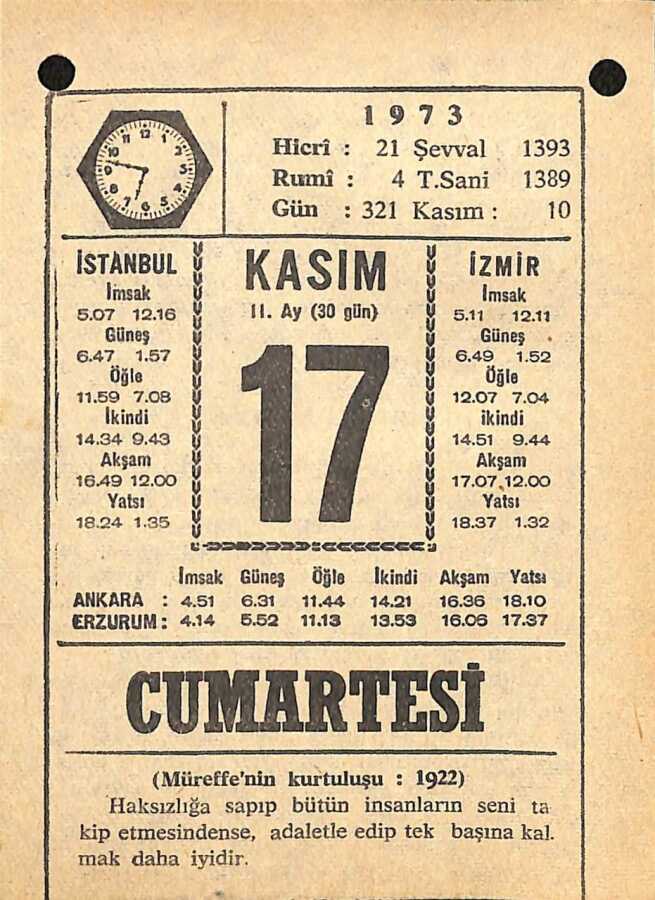 1973
Hicrî : 21 Şevval 1393
Rumî : 4 T.Sani 1389
Gün : 321 Kasım : 10
İSTANBUL
İmsak
5.07 12.16
Güneş
6.47 1.57
Öğle
11.59 7.08
İkindi
14.34 9.43
Akşam
16.49 12.00
Yatsı
18.24 1.35
KASIM
11. Ay (30 gün)
17
İZMİR
İmsak
5.11 12.11
Güneş
6.49 1.52
Öğle
12.07 7.04
ikindi
14.51 9.44
Akşam
17.07 12.00
Yatsı
18.37 1.32
İmsak Güneş Öğle İkindi Akşam Yatsı
ANKARA : 4.51 6.31 11.44 14.21 16.36 18.10
ERZURUM : 4.14 5.52 11.13 13.53 16.06 17.37
CUMARTESİ
(Müreffe'nin kurtuluşu : 1922)
Haksızlığa sapıp bütün insanların seni ta
kip etmesindense, adaletle edip tek başına kal.
mak daha iyidir.